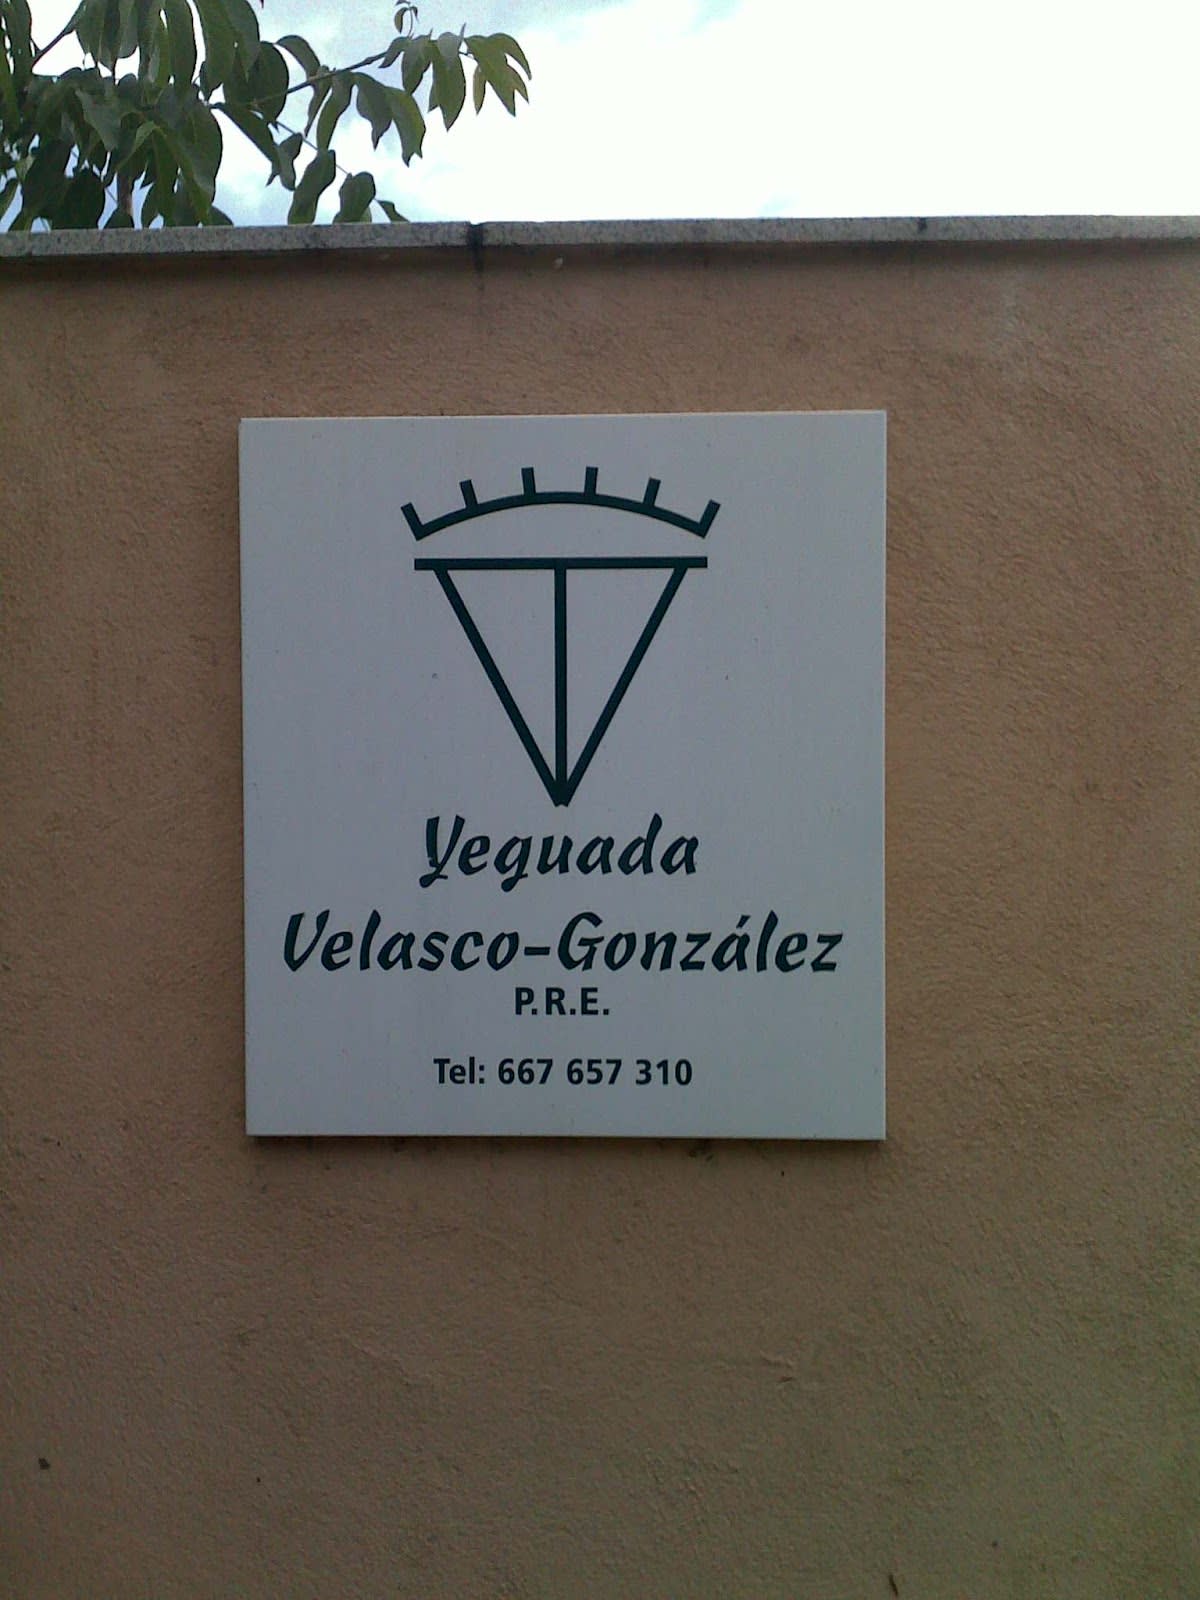 Yeguada
Velasco-González
P.R.E.
Tel: 667 657 310